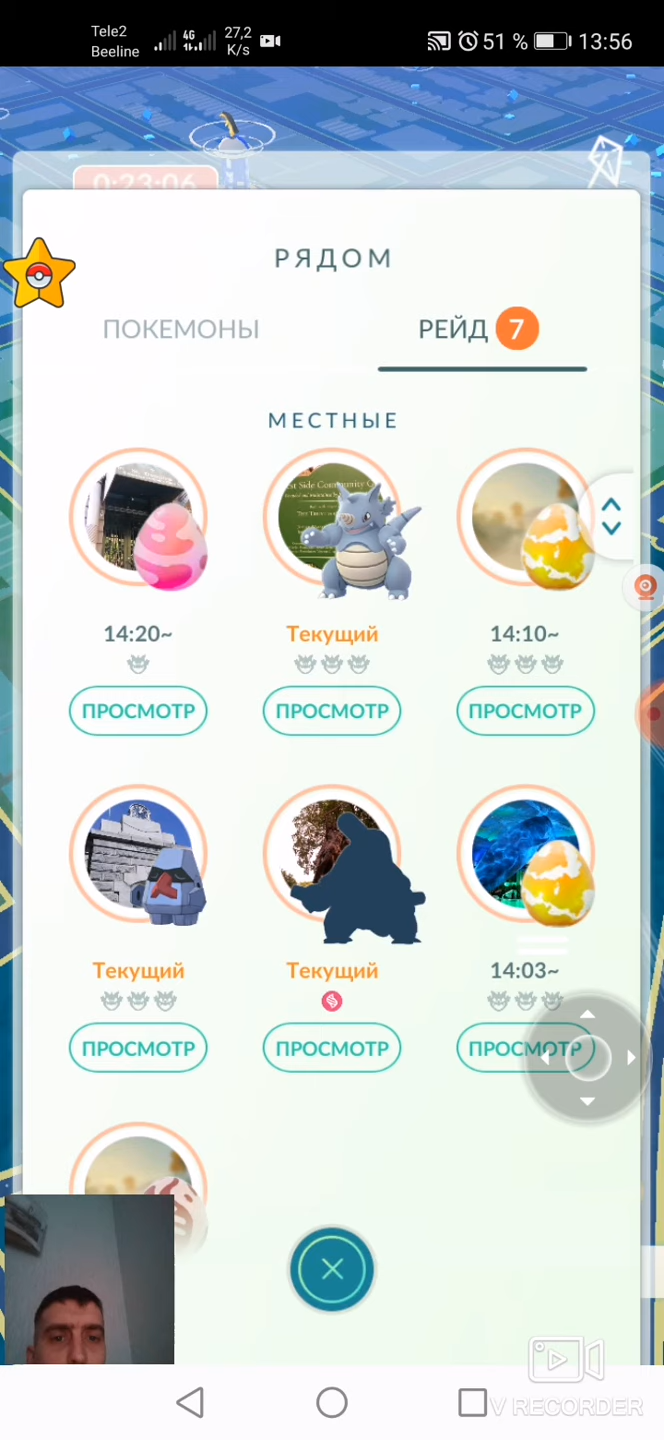 Tele2
Beeline
4G
27,2
K/s
51 %
13:56
0:23:06
РЯДОМ
ПОКЕМОНЫ
РЕЙД 7
МЕСТНЫЕ
14:20~
Текущий
14:10~
ПРОСМОТР
ПРОСМОТР
ПРОСМОТР
Текущий
Текущий
14:03~
ПРОСМОТР
ПРОСМОТР
ПРОСМОТР
V RECORDER